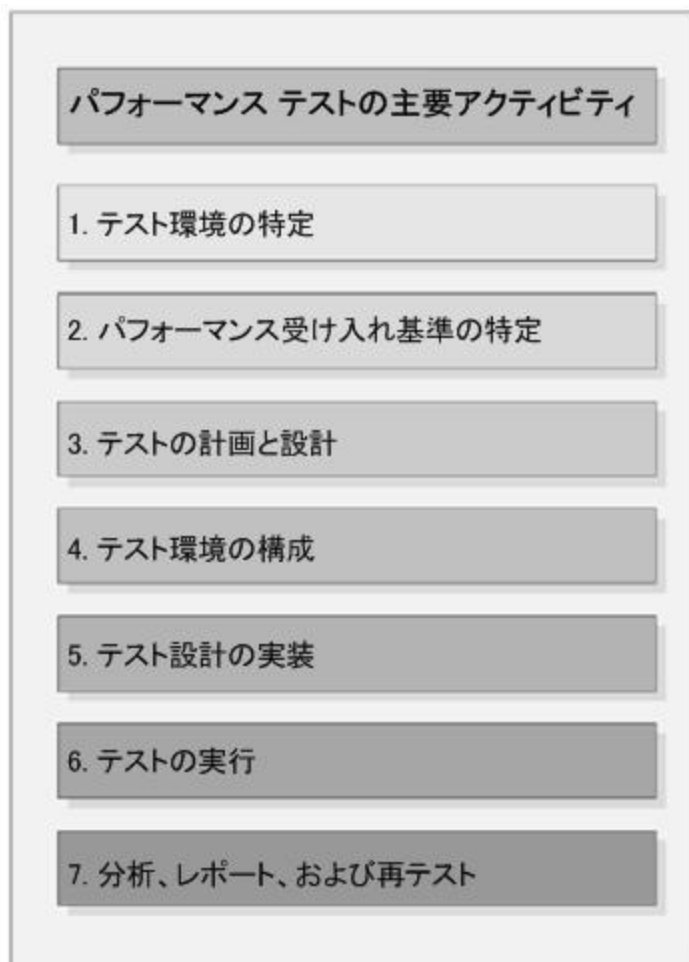 パフォーマンス テストの主要アクティビティ
1. テスト環境の特定
2. パフォーマンス受け入れ基準の特定
3. テストの計画と設計
4. テスト環境の構成
5. テスト設計の実装
6. テストの実行
7. 分析、レポート、および再テスト